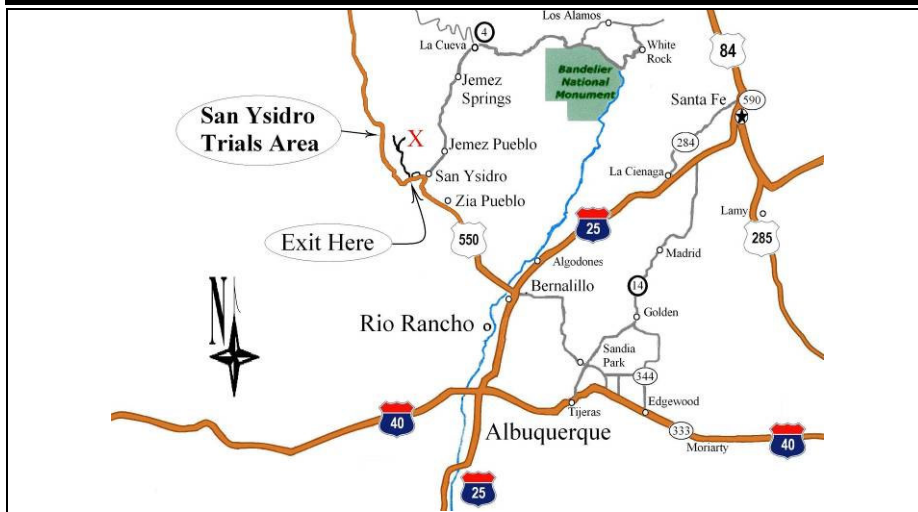 Los Alamos
4
La Cueva
White
Rock
84
Bandelier
National
Monument
Jemez
Springs
Santa Fe
590
San Ysidro
Trials Area
X
284
Jemez Pueblo
La Cienaga
San Ysidro
Zia Pueblo
Lamy
25
Exit Here
550
285
Madrid
Algodones
N
14
Bernalillo
Golden
Rio Rancho
Sandia
Park
344
Edgewood
Tijeras
40
Albuquerque
333
40
Moriarty
25